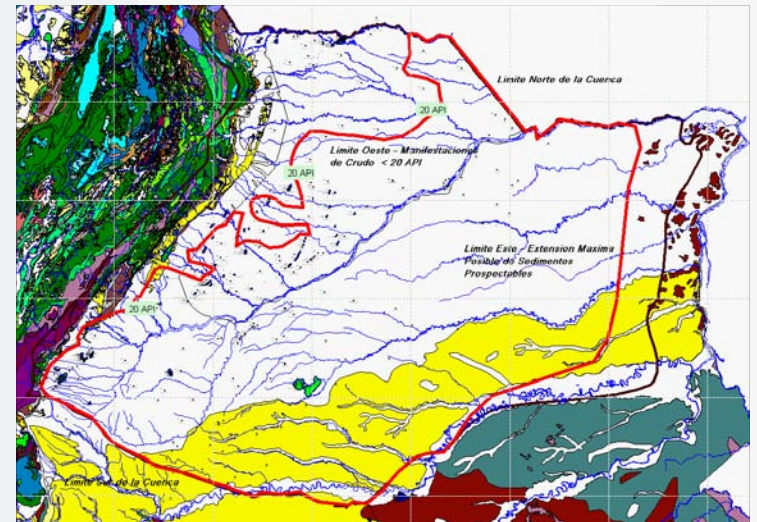 Limite Norte de la Cuenca
20 API
Limite Oeste - Manifestaciones
de Crudo < 20 API
20 API
Limite Este - Extension Maxima
Posible de Sedimentos
Prospectables
20 API
Limite Sur de la Cuenca